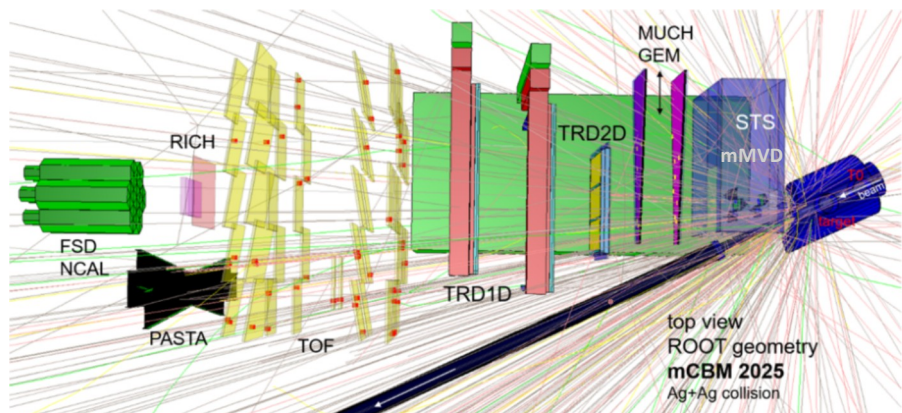 MUCH
GEM
STS
mMVD
TRD2D
RICH
T0
beam
target
FSD
NCAL
TRD1D
PASTA
TOF
top view
ROOT geometry
mCBM 2025
Ag+Ag collision